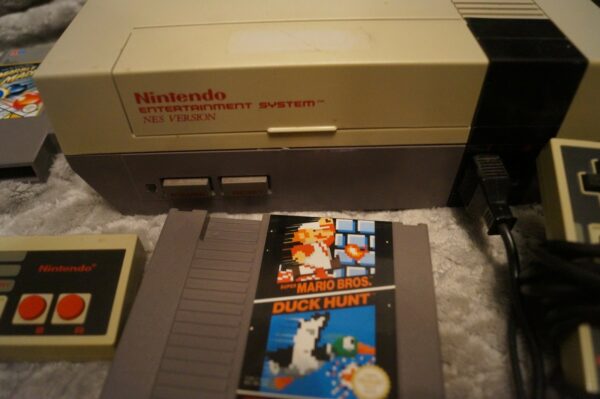 Nintendo
ENTERTAINMENT SYSTEM™
NES VERSION
Nintendo®
SUPER
MARIO BROS.
DUCK HUNT